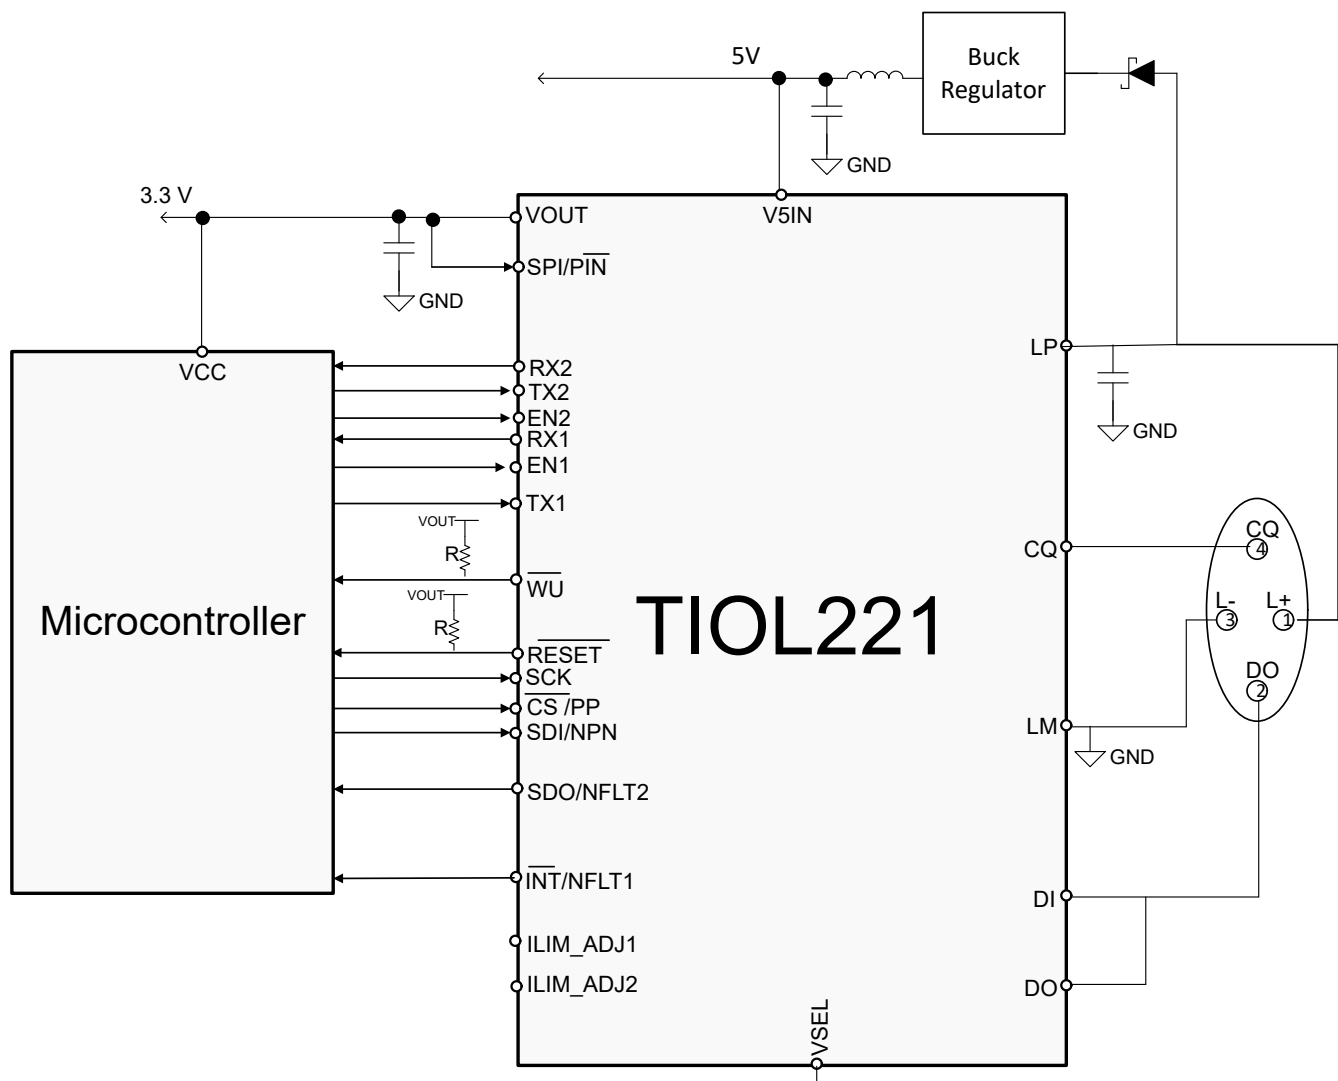 5V
Buck
Regulator
GND
3.3 V
VOUT
V5IN
SPI/PIN
GND
LP
VCC
RX2
TX2
EN2
RX1
EN1
TX1
GND
VOUT
R
CQ
CQ
4
WU
VOUT
R
Microcontroller
TIOL221
L-
3
L+
1
RESET
SCK
CS /PP
SDI/NPN
DO
2
LM
GND
SDO/NFLT2
INT/NFLT1
DI
ILIM_ADJ1
ILIM_ADJ2
DO
VSEL